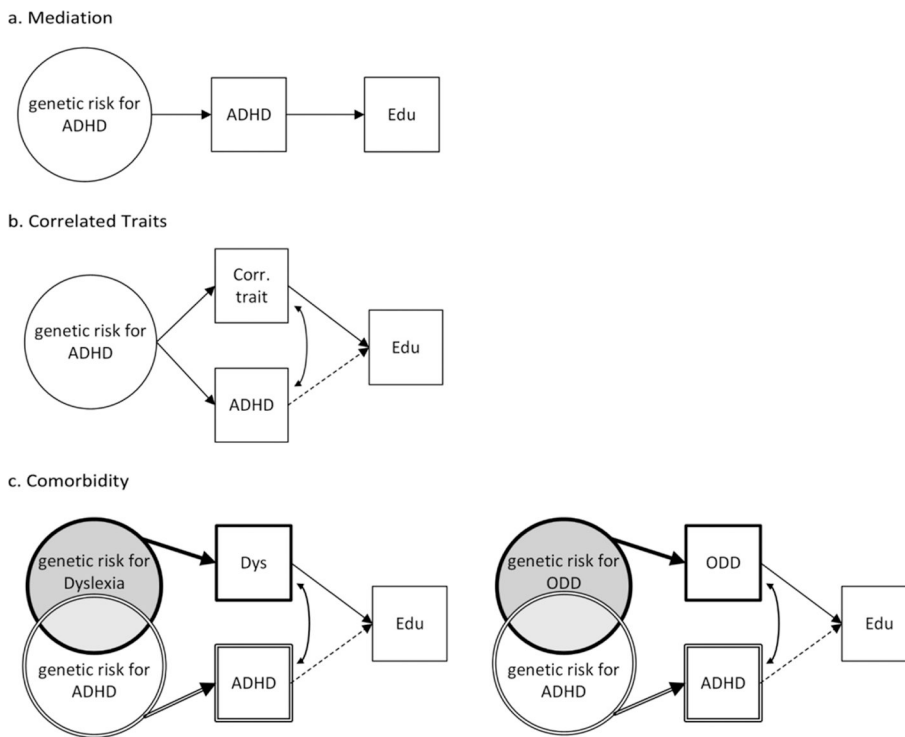 a. Mediation
genetic risk for
ADHD
ADHD
Edu
b. Correlated Traits
genetic risk for
ADHD
Corr.
trait
ADHD
Edu
c. Comorbidity
genetic risk for
Dyslexia
genetic risk for
ADHD
Dys
ADHD
Edu
genetic risk for
ODD
genetic risk for
ADHD
ODD
ADHD
Edu